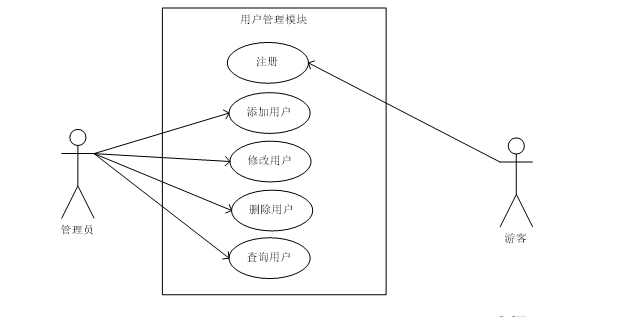 用户管理模块
注册
添加用户
修改用户
删除用户
查询用户
管理员
游客